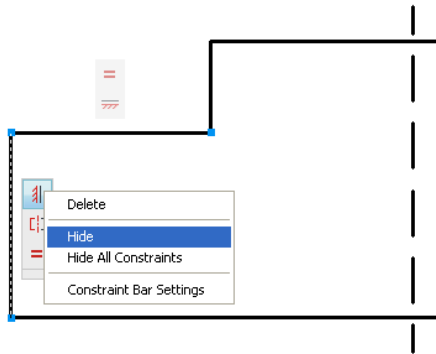 Delete
Hide
Hide All Constraints
Constraint Bar Settings